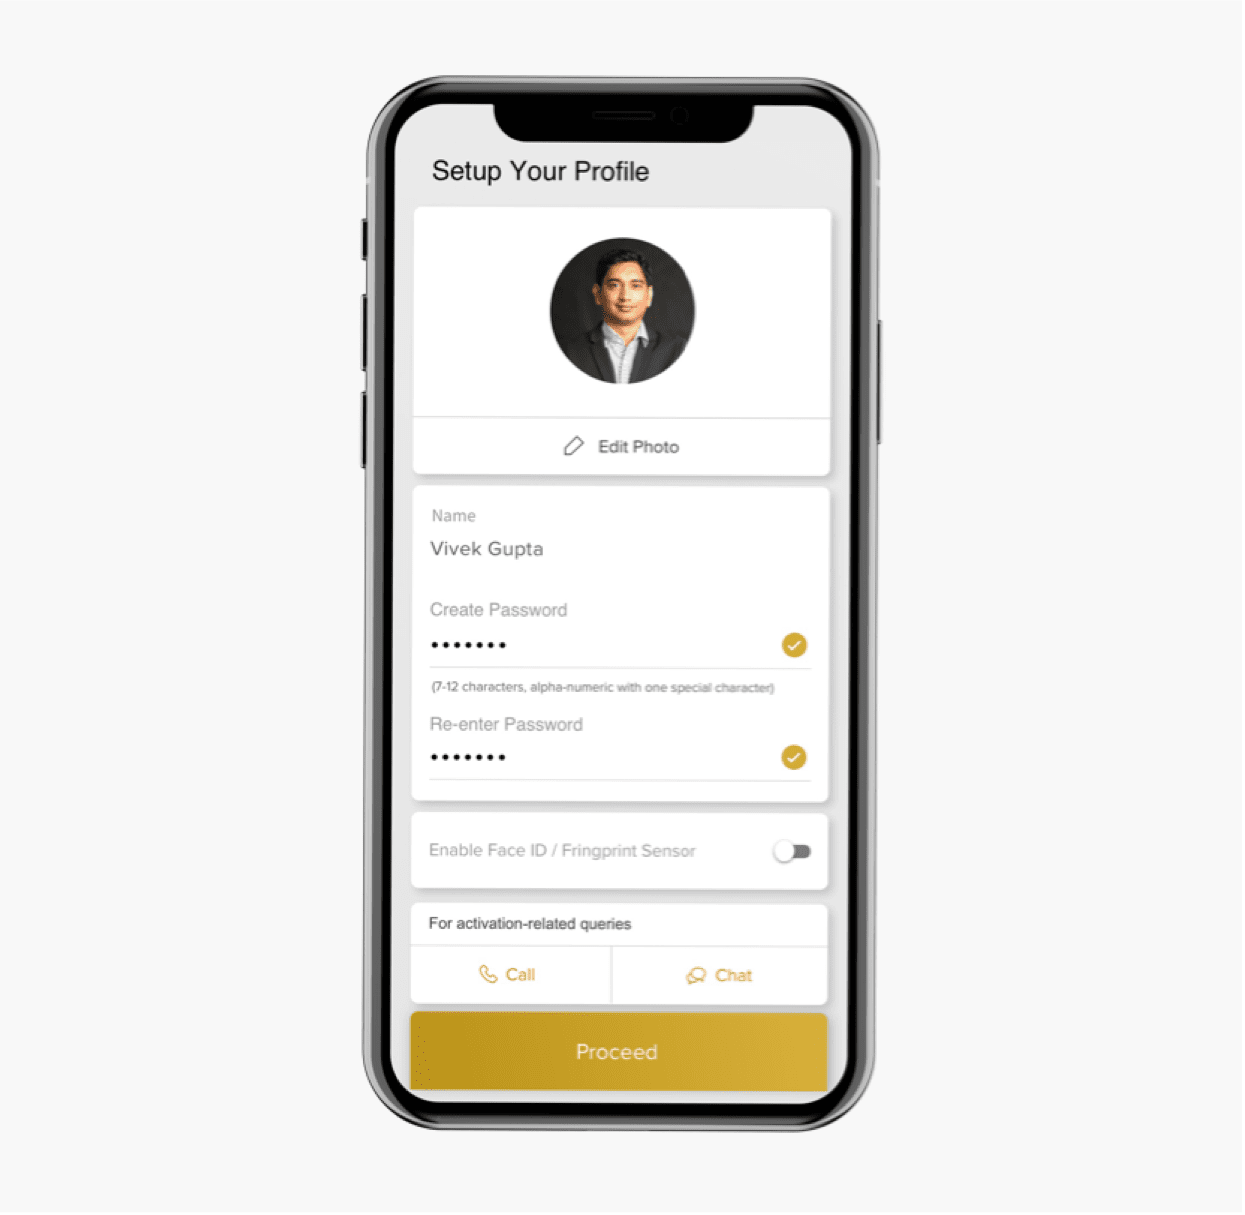 Setup Your Profile
Edit Photo
Name
Vivek Gupta
Create Password
•••••••
(7-12 characters, alpha-numeric with one special character)
Re-enter Password
•••••••
Enable Face ID / Fringprint Sensor
For activation-related queries
Call
Chat
Proceed